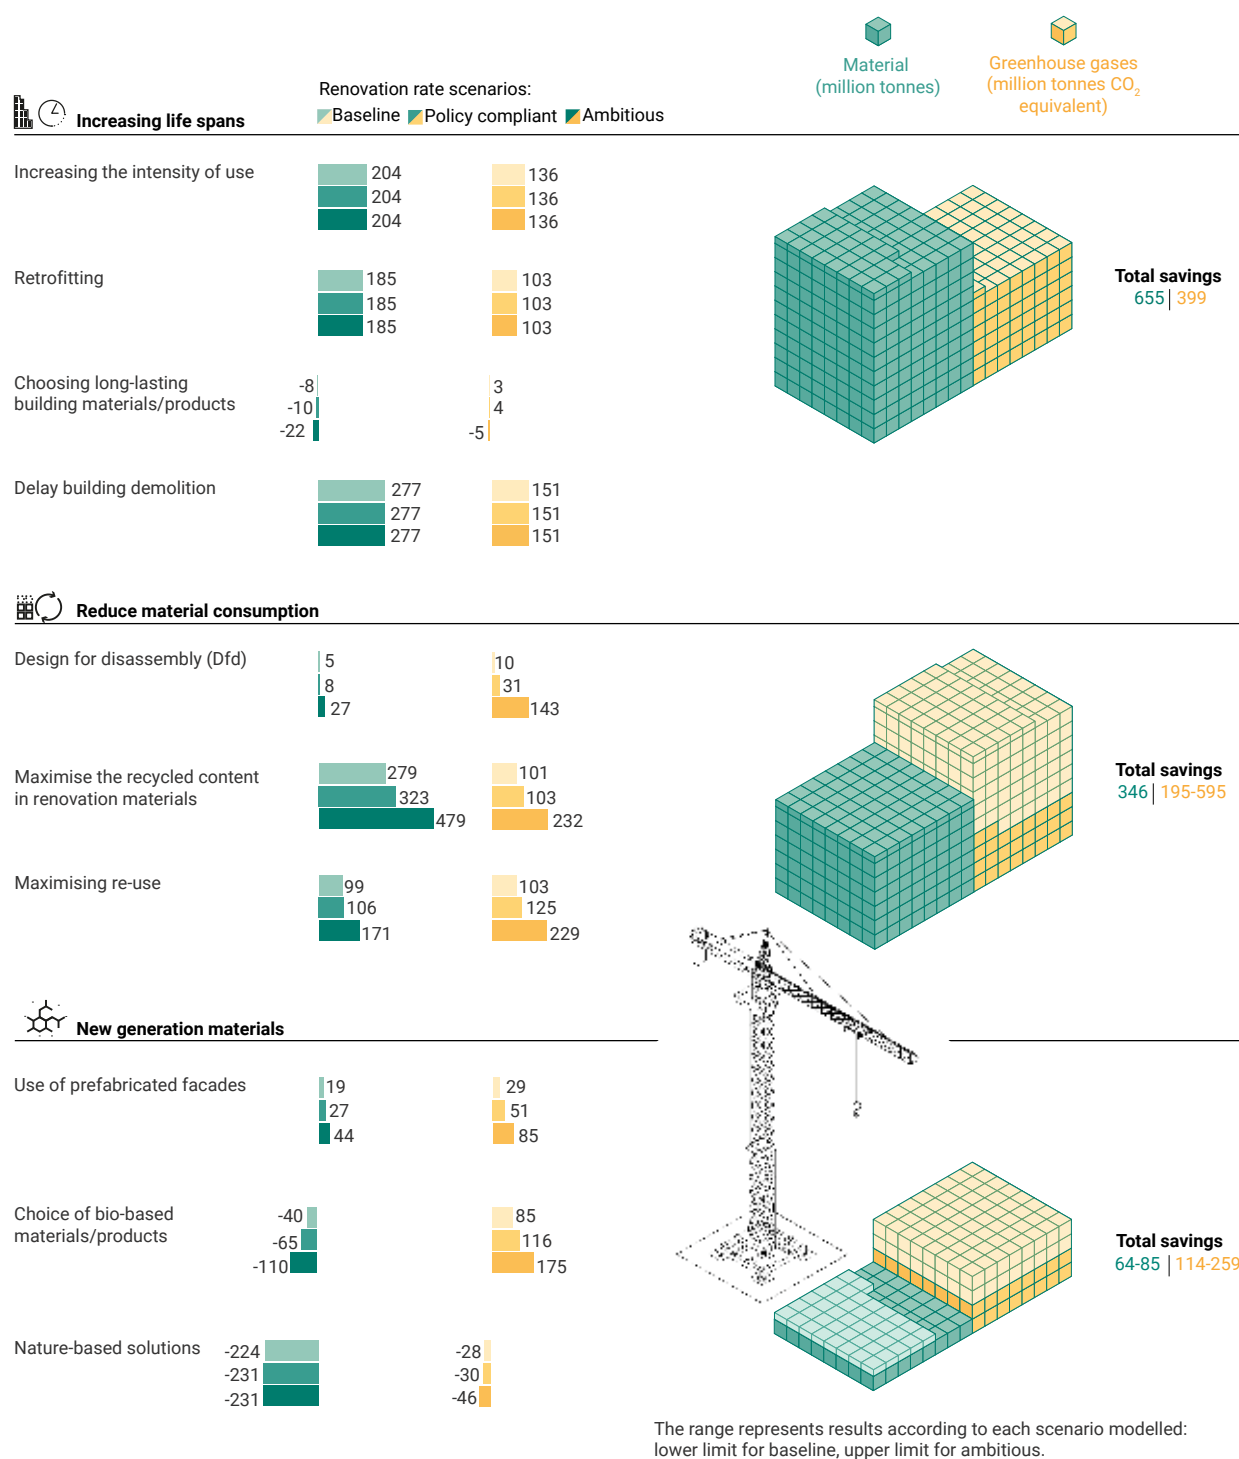 Material
(million tonnes)
Greenhouse gases
(million tonnes CO₂
equivalent)
Renovation rate scenarios:
Baseline Policy compliant Ambitious
Increasing life spans
Increasing the intensity of use
204
204
204
136
136
136
Retrofitting
185
185
185
103
103
103
Total savings
655 | 399
Choosing long-lasting
building materials/products
-8
-10
-22
3
4
-5
Delay building demolition
277
277
277
151
151
151
Reduce material consumption
Design for disassembly (Dfd)
5
8
27
10
31
143
Maximise the recycled content
in renovation materials
279
323
479
101
103
232
Total savings
346 | 195-595
Maximising re-use
99
106
171
103
125
229
New generation materials
Use of prefabricated facades
19
27
44
29
51
85
Choice of bio-based
materials/products
-40
-65
-110
85
116
175
Total savings
64-85 | 114-259
Nature-based solutions
-224
-231
-231
-28
-30
-46
The range represents results according to each scenario modelled:
lower limit for baseline, upper limit for ambitious.